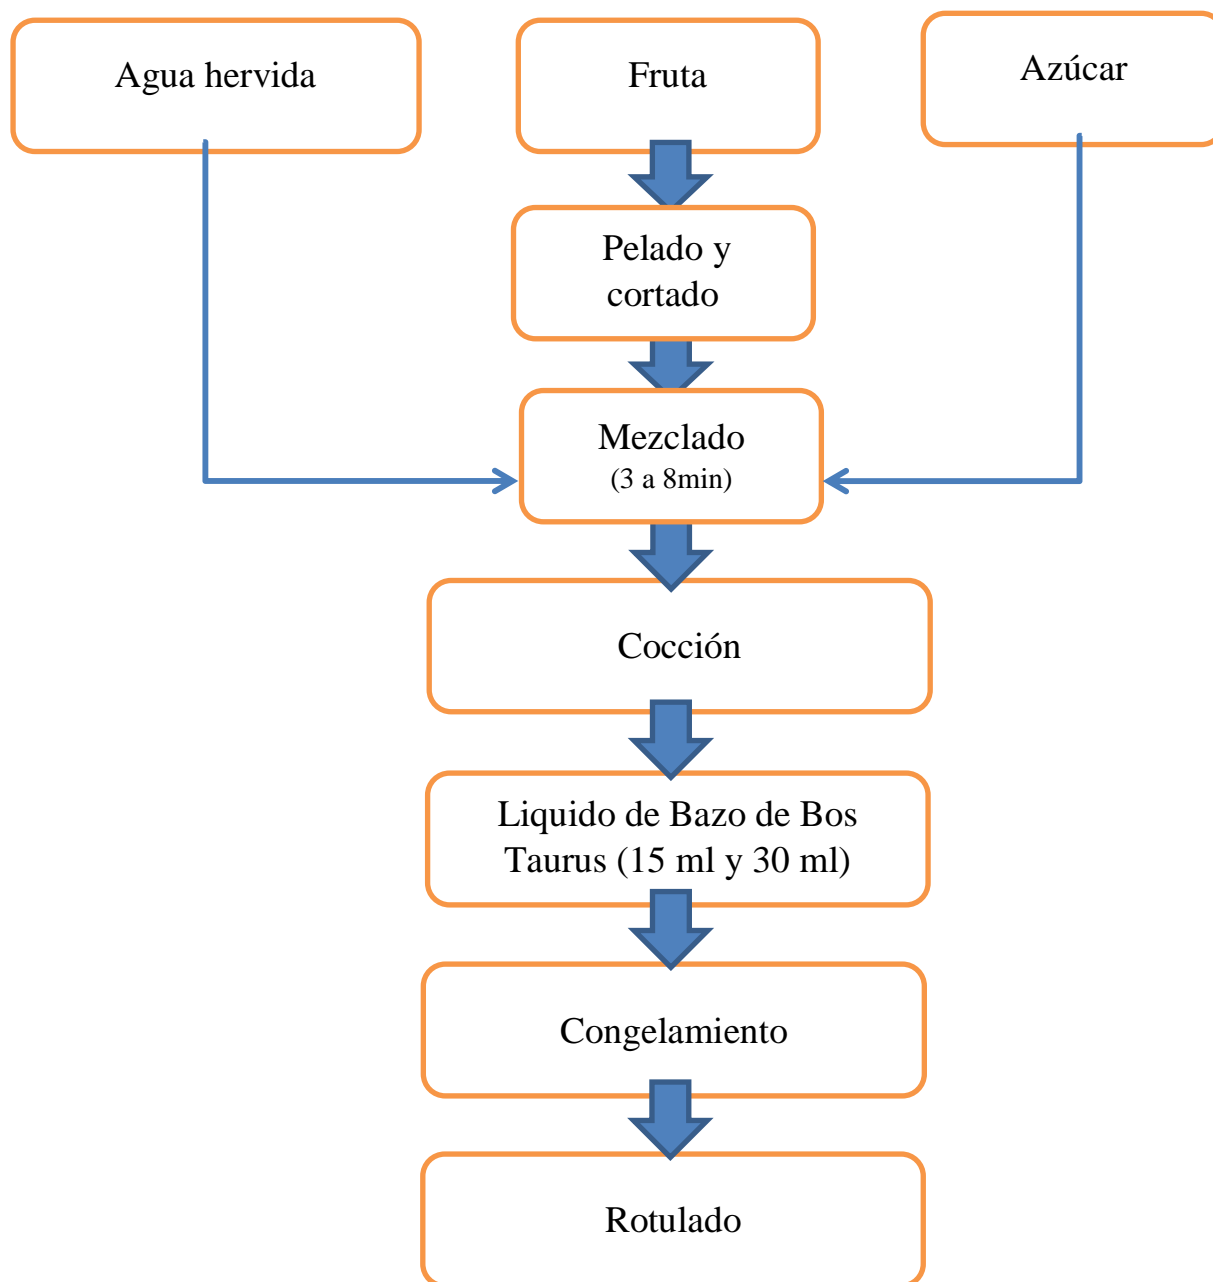 Agua hervida
Fruta
Azúcar
Pelado y
cortado
Mezclado
(3 a 8min)
Cocción
Liquido de Bazo de Bos
Taurus (15 ml y 30 ml)
Congelamiento
Rotulado